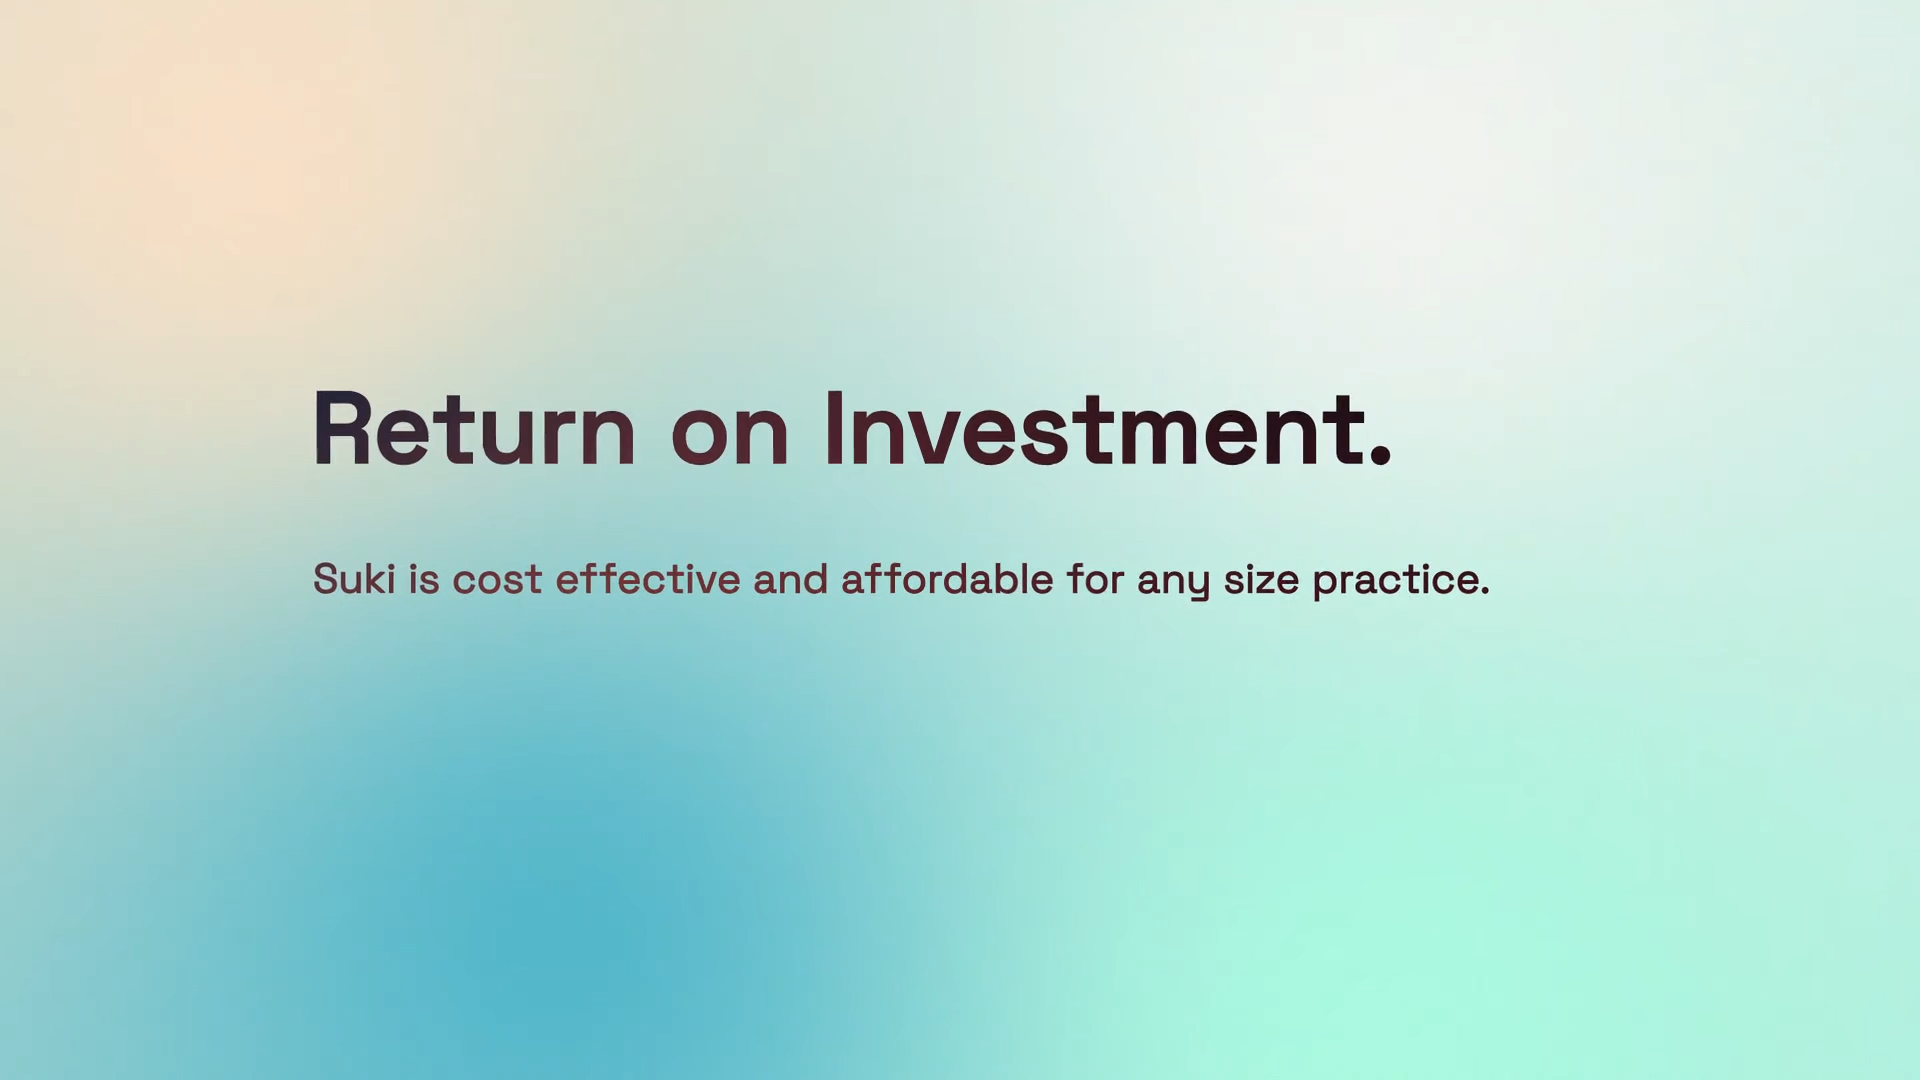 Return on Investment.
Suki is cost effective and affordable for any size practice.